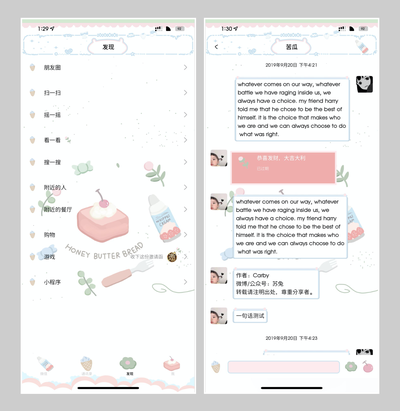 1:29
发现
朋友圈
扫一扫
摇一摇
看一看
搜一搜
附近的人
附近的餐厅
购物
HONEY BUTTER BREAD
游戏
小程序
发现
1:30
苦瓜
2019年9月20日 下午4:21
whatever comes on our way, whatever
battle we have raging inside us, we
always have a choice. my friend harry
told me that he chose to be the best of
himself. it is the choice that makes who
we are and we can always choose to do
what was right.
恭喜发财，大吉大利
whatever comes on our way, whatever
battle we have raging inside us, we
always have a choice. my friend harry
told me that he chose to be the best of
himself. it is the choice that makes who
we are and we can always choose to do
what was right.
作者：Carby
微博/公众号：苏兔
转载请注明出处，尊重分享者。
一句话测试
2019年9月20日 下午4:23